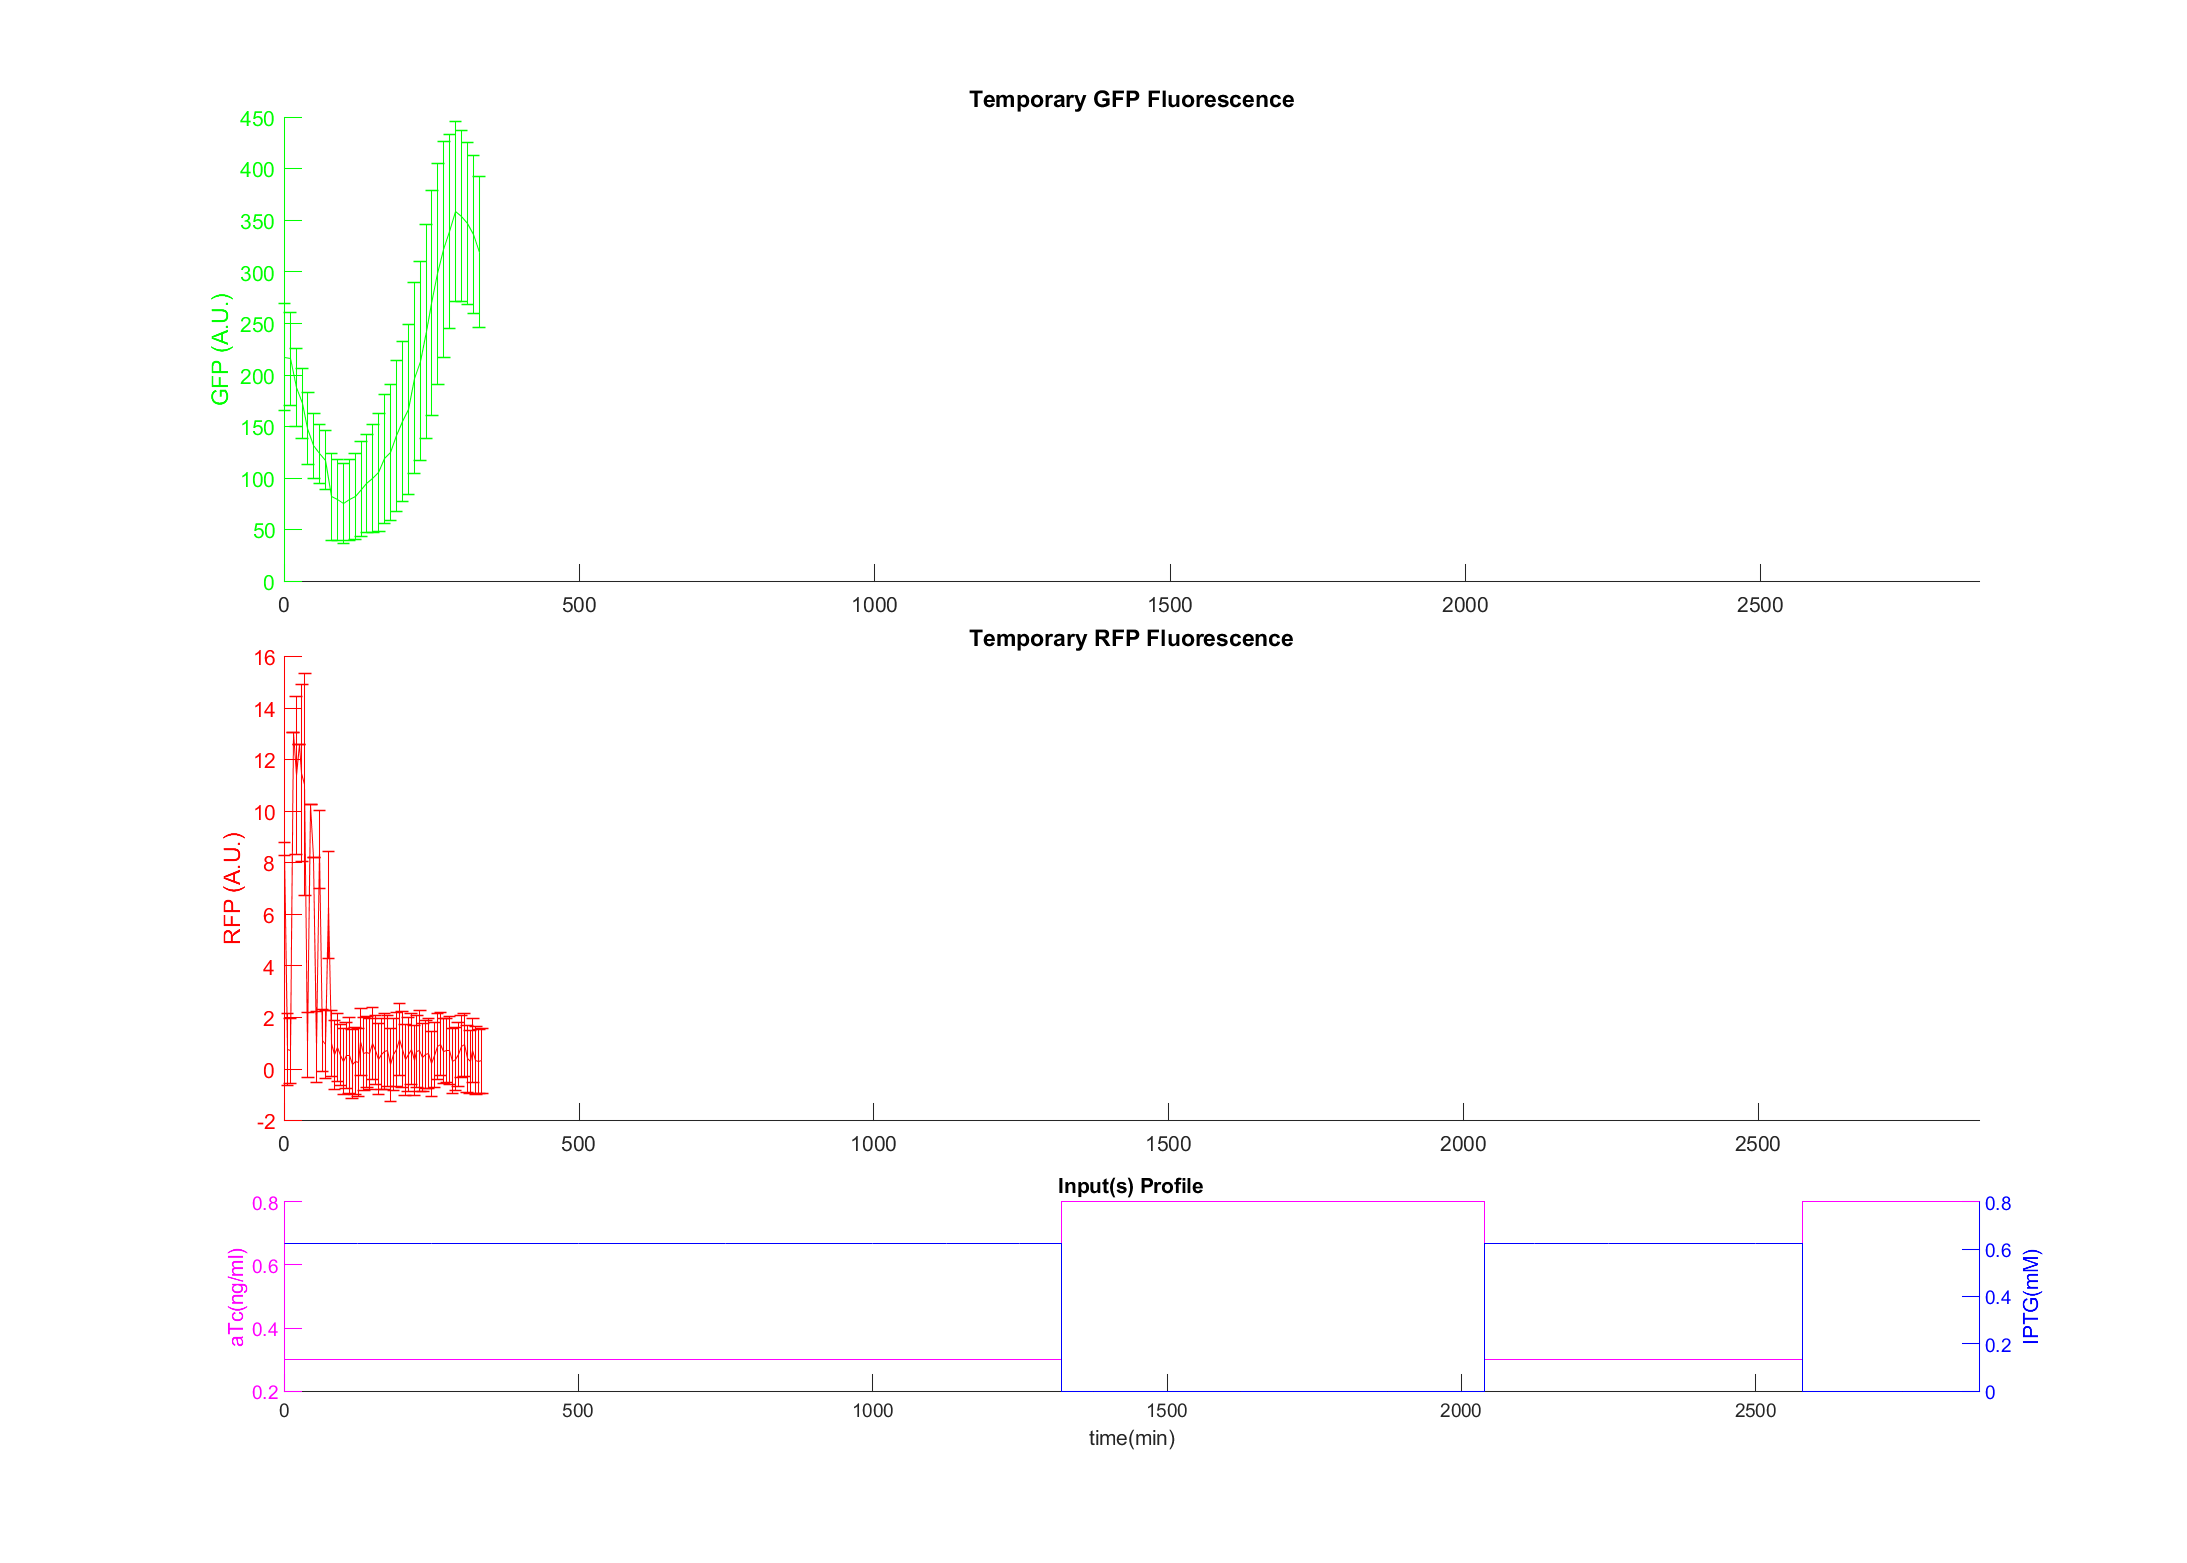 Temporary GFP Fluorescence
450
400
350
300
250
200
150
100
50
0
GFP (A.U.)
0 500 1000 1500 2000 2500
Temporary RFP Fluorescence
16
14
12
10
8
6
4
2
0
-2
RFP (A.U.)
0 500 1000 1500 2000 2500
Input(s) Profile
0.8
0.6
0.4
0.2
aTc(ng/ml)
0.8
0.6
0.4
0.2
0
IPTG(mM)
0 500 1000 1500 2000 2500
time(min)